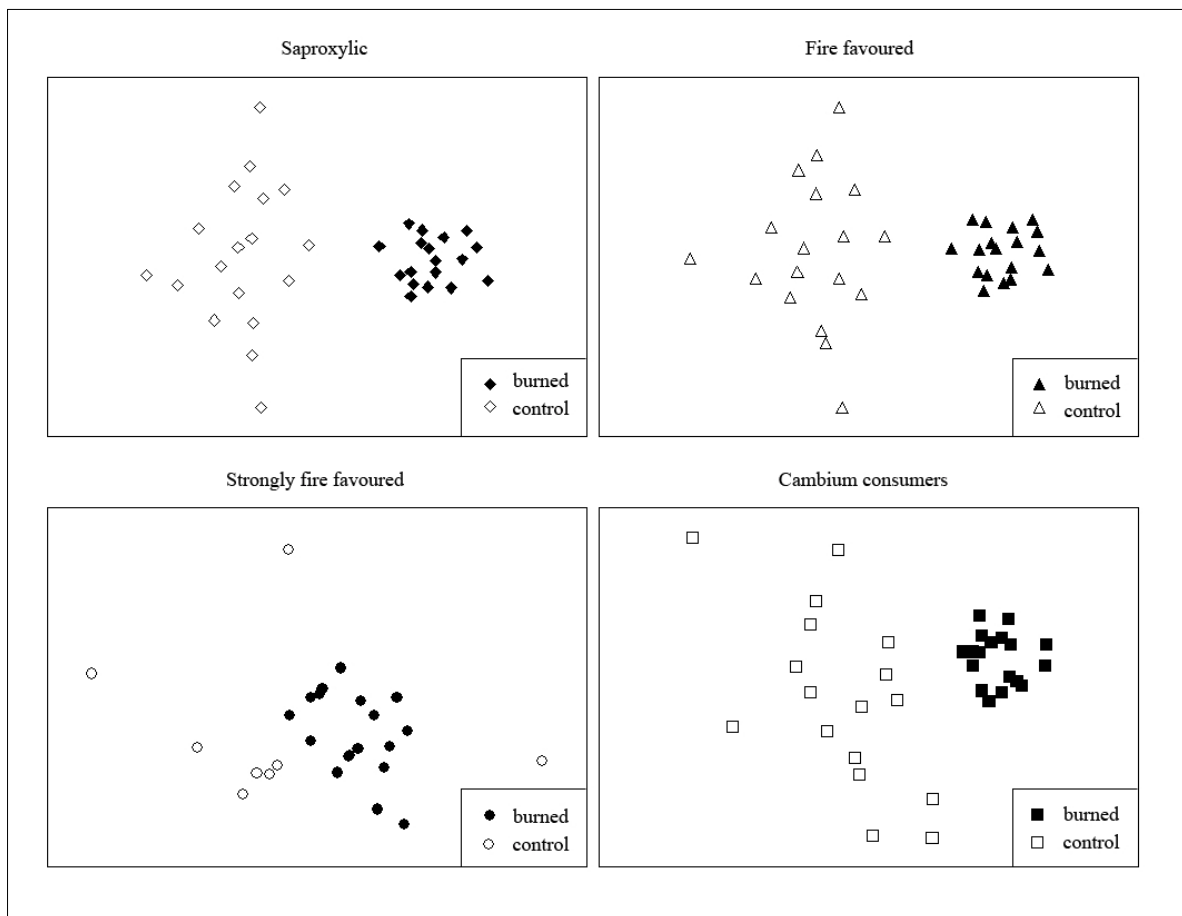 Saproxylic
Fire favoured
burned
control
burned
control
Strongly fire favoured
Cambium consumers
burned
control
burned
control